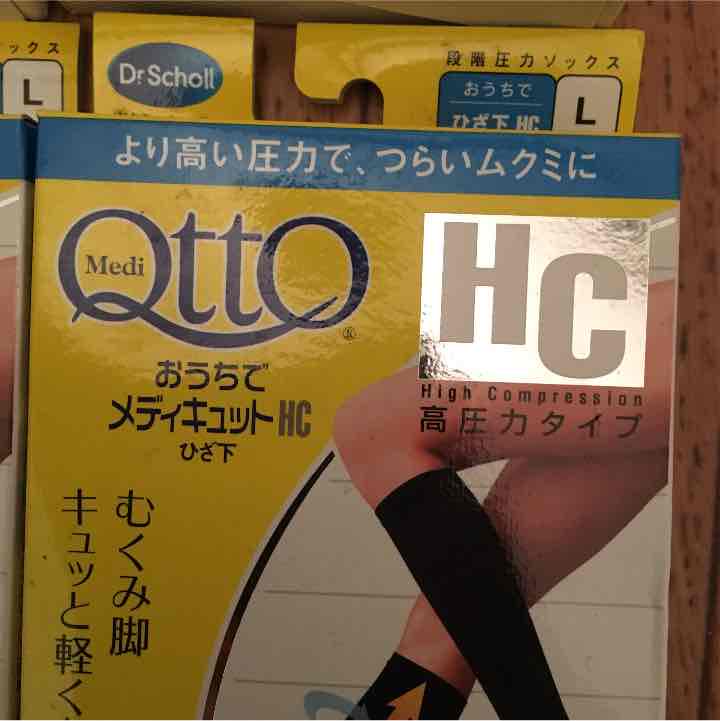 ックス
L
Dr Scholl
段階圧力ソックス
おうちで
ひざ下 HC
L
より高い圧力で、つらいムクミに
Medi QttO ®
HC
High Compression
高圧力タイプ
おうちで
メディキュットHC
ひざ下
むくみ脚
キュッと軽く